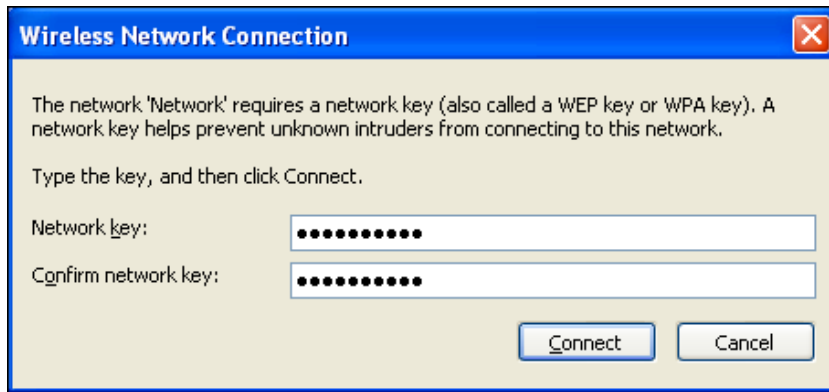 Wireless Network Connection
The network 'Network' requires a network key (also called a WEP key or WPA key). A
network key helps prevent unknown intruders from connecting to this network.
Type the key, and then click Connect.
Network key: ••••••••••
Confirm network key: ••••••••••
Connect Cancel